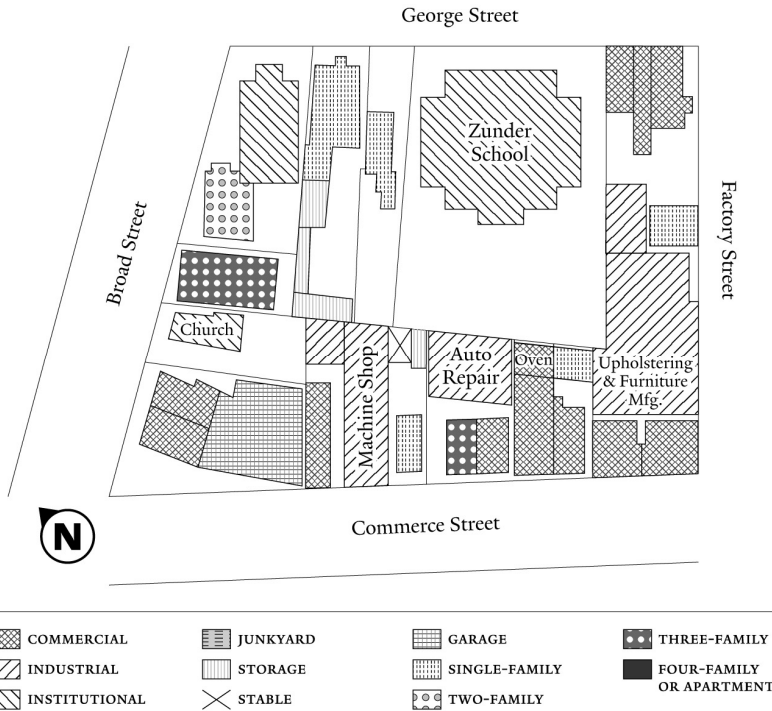 George Street
Zunder
School
Broad Street
Factory Street
Church
Machine Shop
Auto
Repair
Oven
Upholstering
& Furniture
Mfg.
N
Commerce Street
COMMERCIAL
INDUSTRIAL
INSTITUTIONAL
JUNKYARD
STORAGE
STABLE
GARAGE
SINGLE-FAMILY
TWO-FAMILY
THREE-FAMILY
FOUR-FAMILY
OR APARTMENT